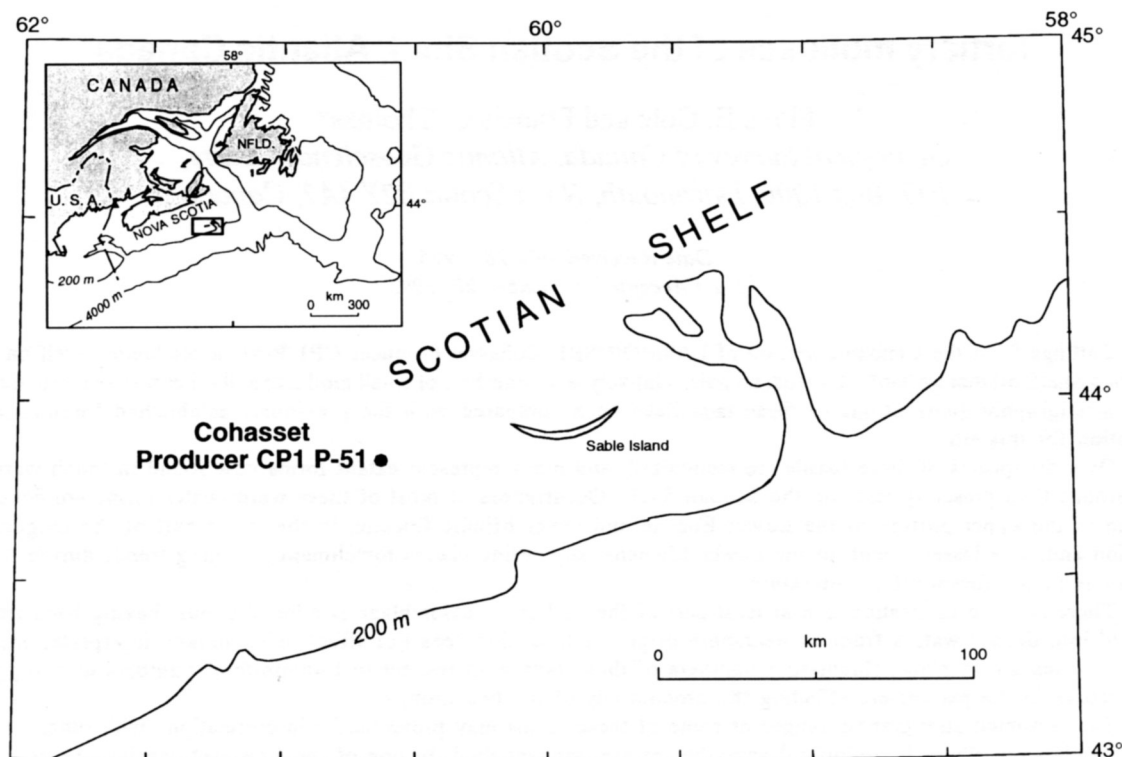 62°
60°
58°
45°
58°
CANADA
NFLD.
U.S.A.
NOVA SCOTIA
44°
200 m
4000 m
km
0 300
SCOTIAN SHELF
44°
Cohasset
Producer CP1 P-51
Sable Island
200 m
km
0 100
43°